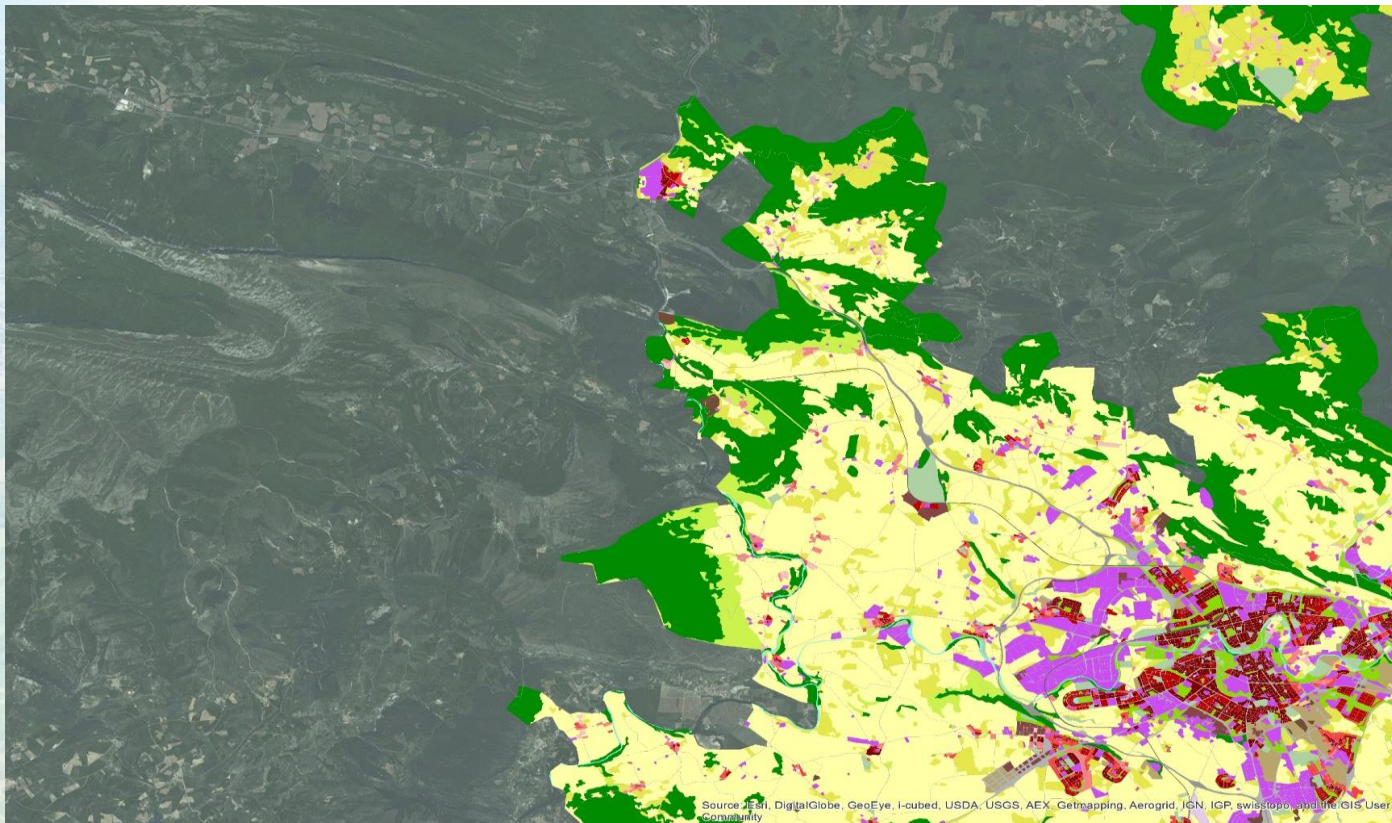 Source: Esri, DigitalGlobe, GeoEye, i-cubed, USDA, USGS, AEX, Getmapping, Aerogrid, IGN, IGP, swisstopo, and the GIS User
Community